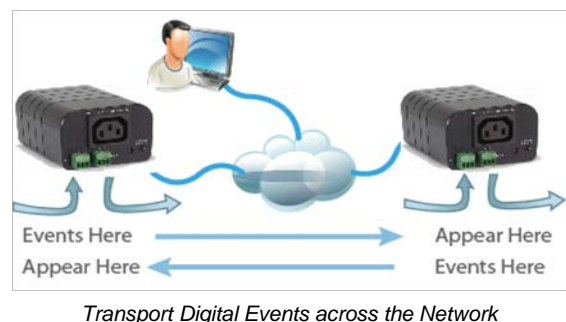 Events Here
Appear Here
Appear Here
Events Here
Transport Digital Events across the Network